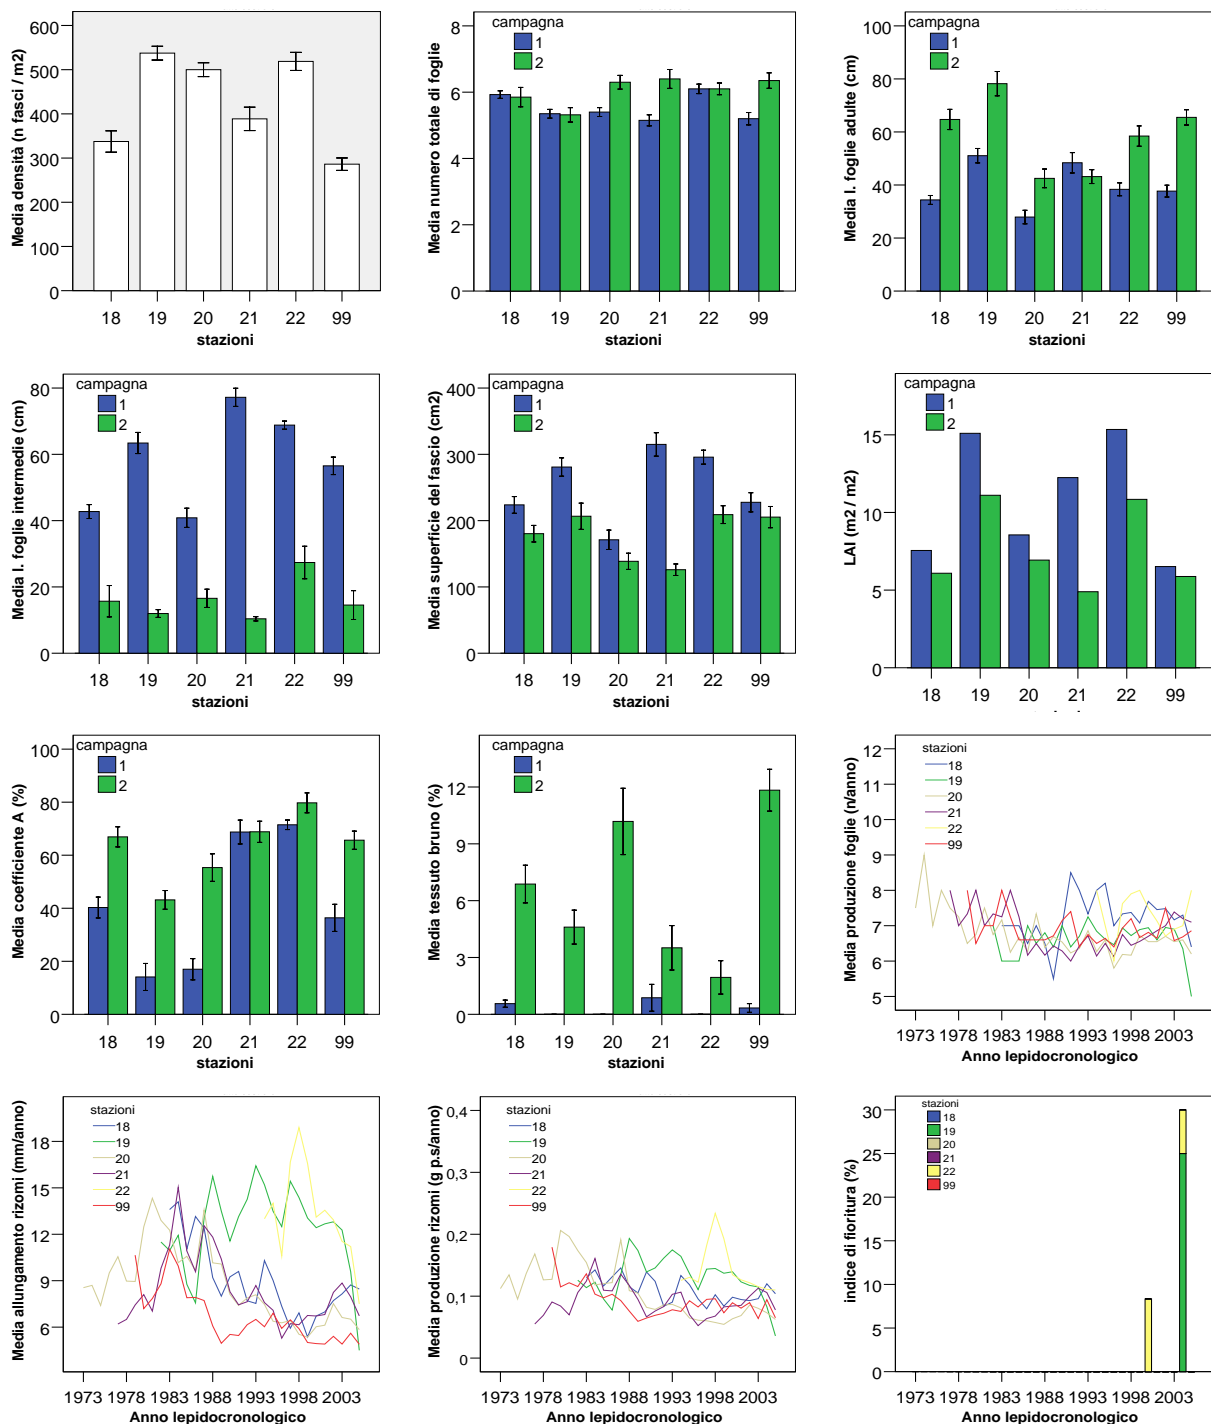 Media densità (n fasci / m2)
600
500
400
300
200
100
0
18 19 20 21 22 99
stazioni
Media numero totale di foglie
campagna
1
2
8
6
4
2
0
18 19 20 21 22 99
stazioni
Media l. foglie adulte (cm)
campagna
1
2
100
80
60
40
20
0
18 19 20 21 22 99
stazioni
Media l. foglie intermedie (cm)
campagna
1
2
80
60
40
20
0
18 19 20 21 22 99
stazioni
Media superficie del fascio (cm2)
campagna
1
2
400
300
200
100
0
18 19 20 21 22 99
stazioni
LAI (m2 / m2)
campagna
1
2
15
10
5
0
18 19 20 21 22 99
Media coefficiente A (%)
campagna
1
2
100
80
60
40
20
0
18 19 20 21 22 99
stazioni
Media tessuto bruno (%)
campagna
1
2
12
9
6
3
0
18 19 20 21 22 99
stazioni
Media produzione foglie (n/anno)
stazioni
18
19
20
21
22
99
12
11
10
9
8
7
6
5
1973 1978 1983 1988 1993 1998 2003
Anno lepidocronologico
Media allungamento rizomi (mm/anno)
stazioni
18
19
20
21
22
99
18
15
12
9
6
1973 1978 1983 1988 1993 1998 2003
Anno lepidocronologico
Media produzione rizomi (g p.s/anno)
stazioni
18
19
20
21
22
99
0,4
0,3
0,2
0,1
0
1973 1978 1983 1988 1993 1998 2003
Anno lepidocronologico
indice di fioritura (%)
stazioni
18
19
20
21
22
99
30
25
20
15
10
5
0
1973 1978 1983 1988 1993 1998 2003
Anno lepidocronologico